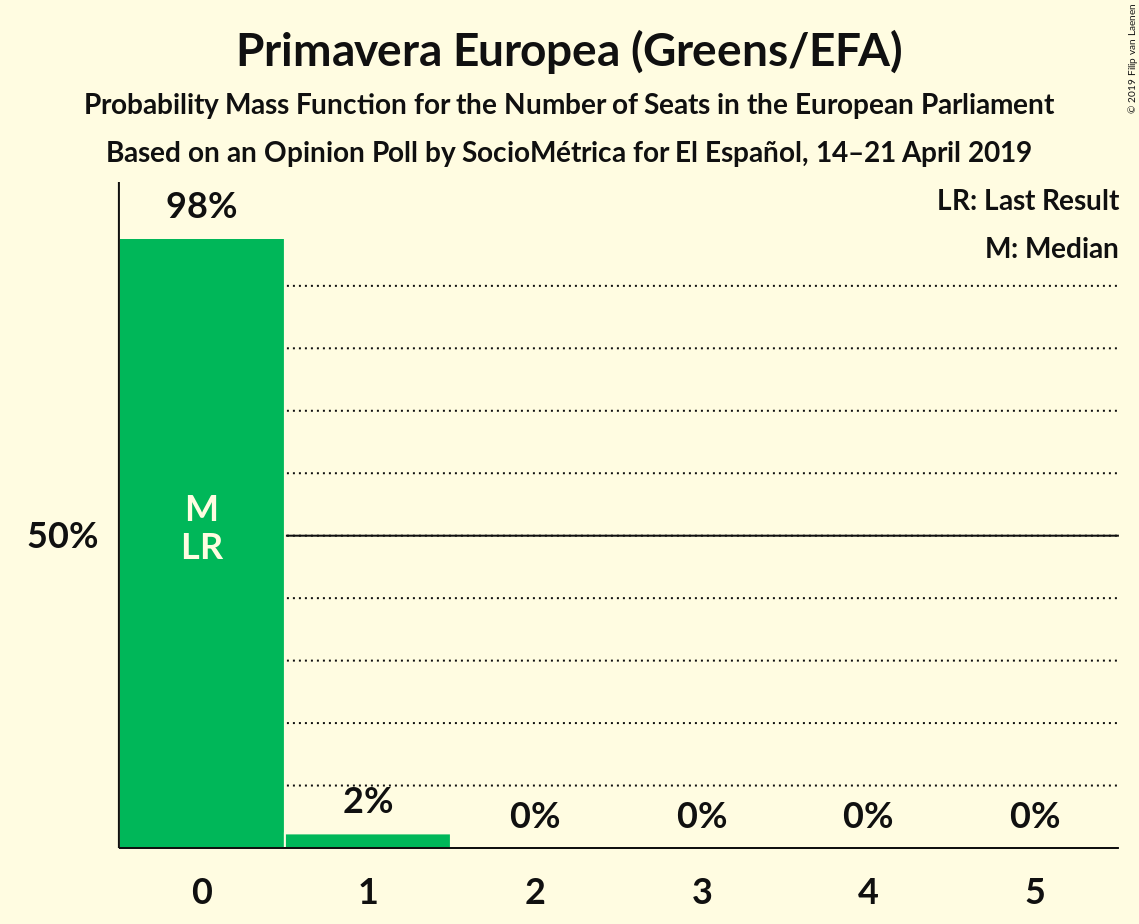 Primavera Europea (Greens/EFA)
Probability Mass Function for the Number of Seats in the European Parliament
Based on an Opinion Poll by SocioMétrica for El Español, 14–21 April 2019
© 2019 Filip van Laenen
LR: Last Result
M: Median
98%
M
LR
50%
2%
0%
0%
0%
0%
0
1
2
3
4
5